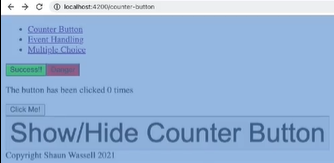 localhost:4200/counter-button
Counter Button
Event Handling
Multiple Choice
Success!! Danger
The button has been clicked 0 times
Click Me!
Show/Hide Counter Button
Copyright Shaun Wassell 2021